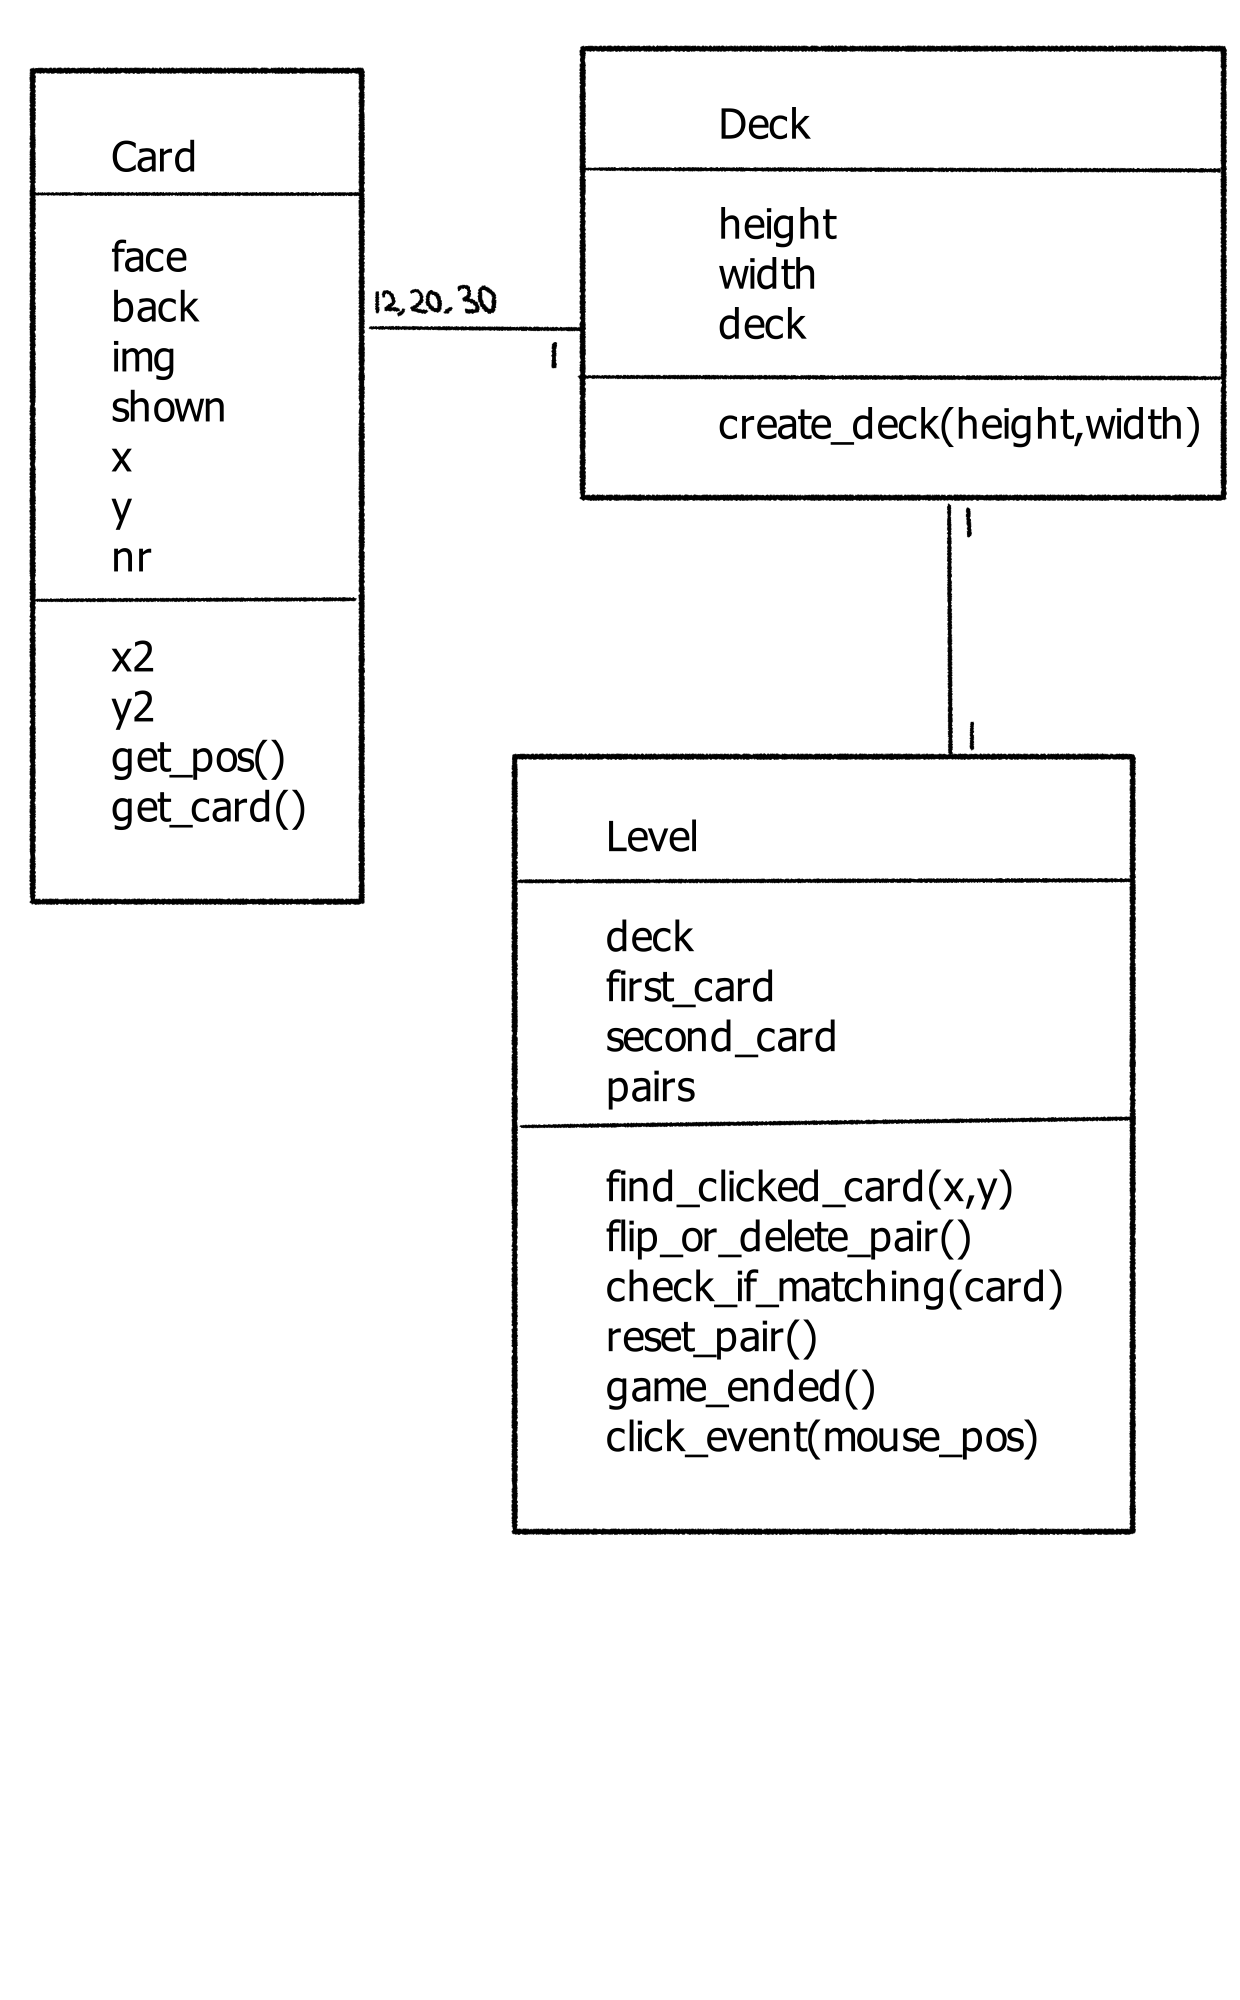 Card
face
back
img
shown
x
y
nr
x2
y2
get_pos()
get_card()
12,20,30
1
Deck
height
width
deck
create_deck(height,width)
1
1
Level
deck
first_card
second_card
pairs
find_clicked_card(x,y)
flip_or_delete_pair()
check_if_matching(card)
reset_pair()
game_ended()
click_event(mouse_pos)